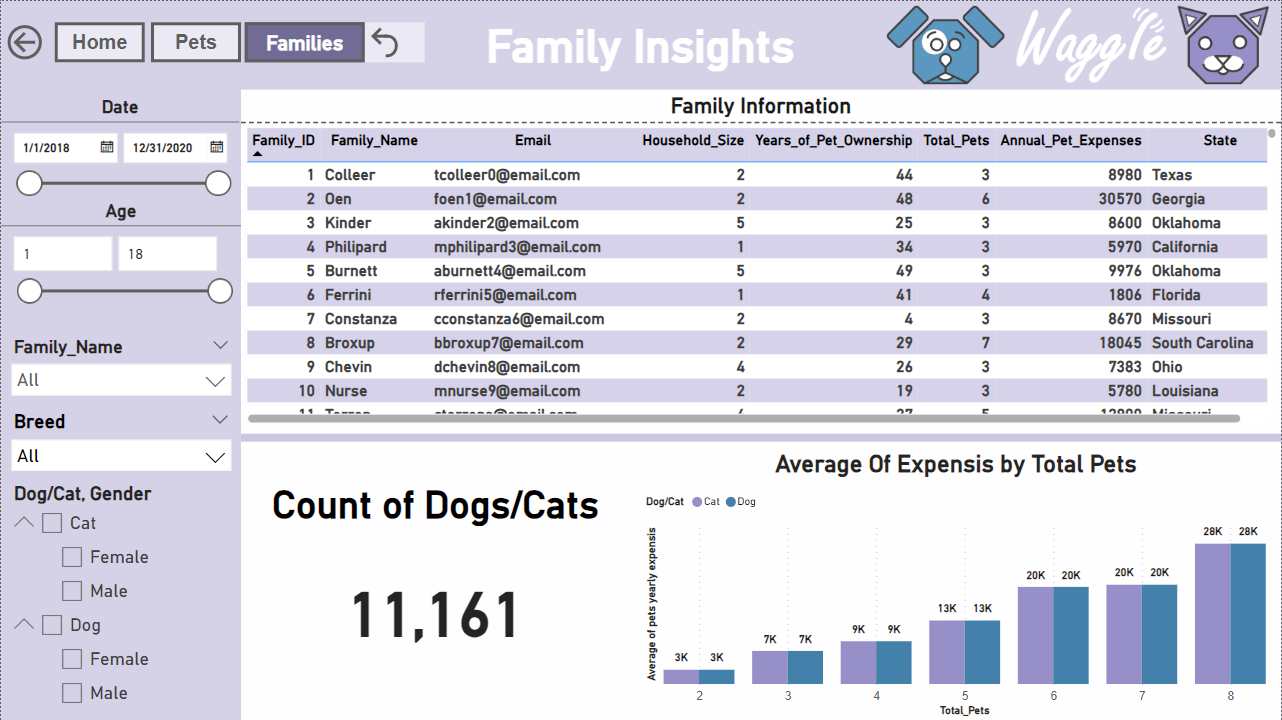 Home Pets Families Family Insights Waggle
Date
1/1/2018 12/31/2020
Age
1 18
Family_Name
All
Breed
All
Dog/Cat, Gender
Cat
Female
Male
Dog
Female
Male
Family Information
Family_ID Family_Name Email Household_Size Years_of_Pet_Ownership Total_Pets Annual_Pet_Expenses State
1 Colleer tcolleer0@email.com 2 44 3 8980 Texas
2 Oen foen1@email.com 2 48 6 30570 Georgia
3 Kinder akinder2@email.com 5 25 3 8600 Oklahoma
4 Philipard mphilipard3@email.com 1 34 3 5970 California
5 Burnett aburnett4@email.com 5 49 3 9976 Oklahoma
6 Ferrini rferrini5@email.com 1 41 4 1806 Florida
7 Constanza cconstanza6@email.com 2 4 3 8670 Missouri
8 Broxup bbroxup7@email.com 2 29 7 18045 South Carolina
9 Chevin dchevin8@email.com 4 26 3 7383 Ohio
10 Nurse mnurse9@email.com 2 19 3 5780 Louisiana
Count of Dogs/Cats
11,161
Average Of Expensis by Total Pets
Dog/Cat Cat Dog
Average of pets yearly expensis
3K 3K 7K 7K 9K 9K 13K 13K 20K 20K 20K 20K 28K 28K
2 3 4 5 6 7 8
Total_Pets